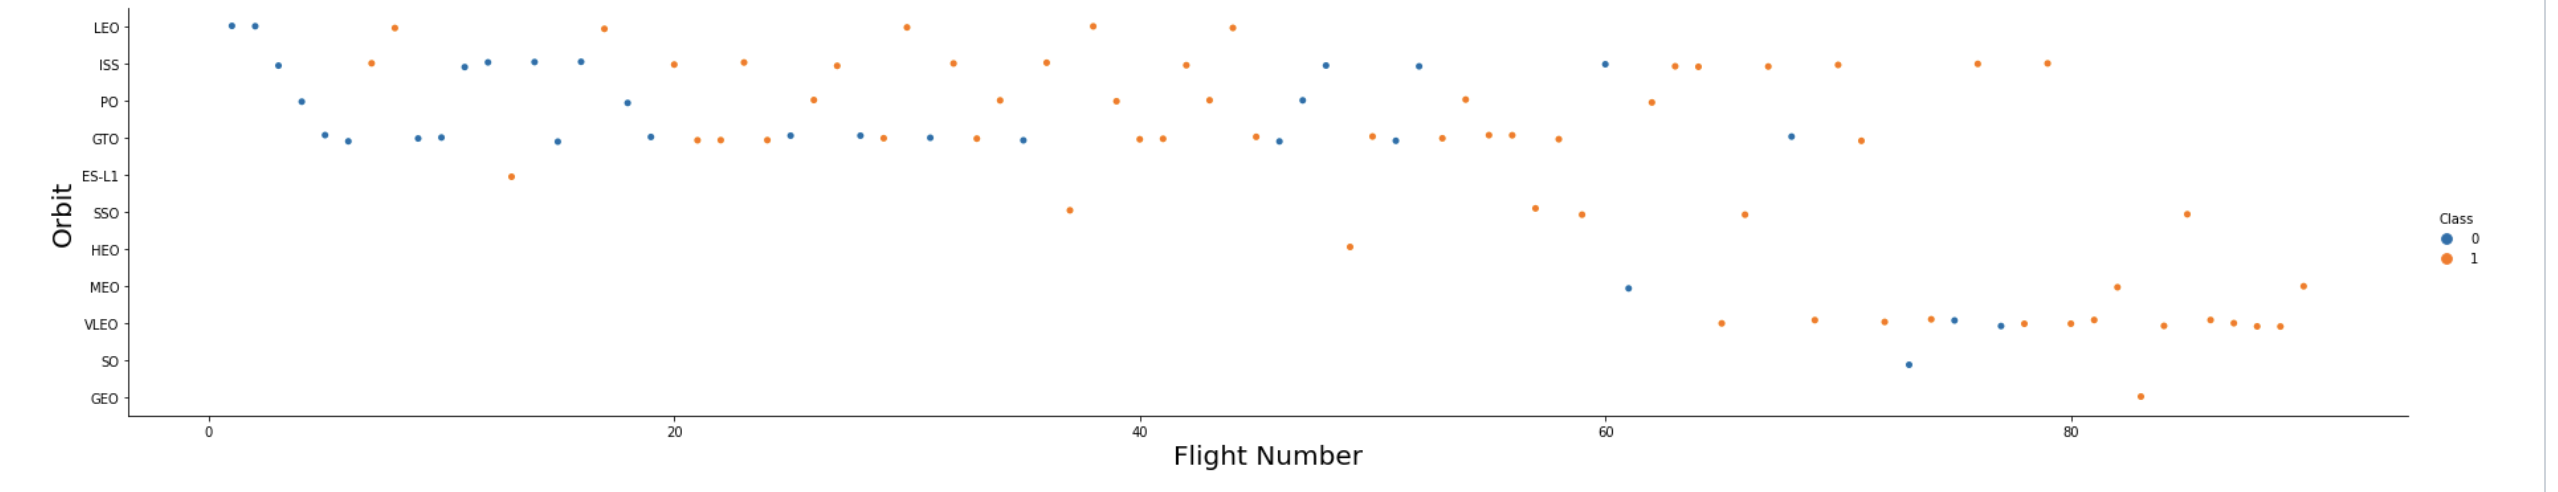 LEO
ISS
PO
GTO
ES-L1
SSO
HEO
MEO
VLEO
SO
GEO
Orbit
0 20 40 60 80
Flight Number
Class
0
1